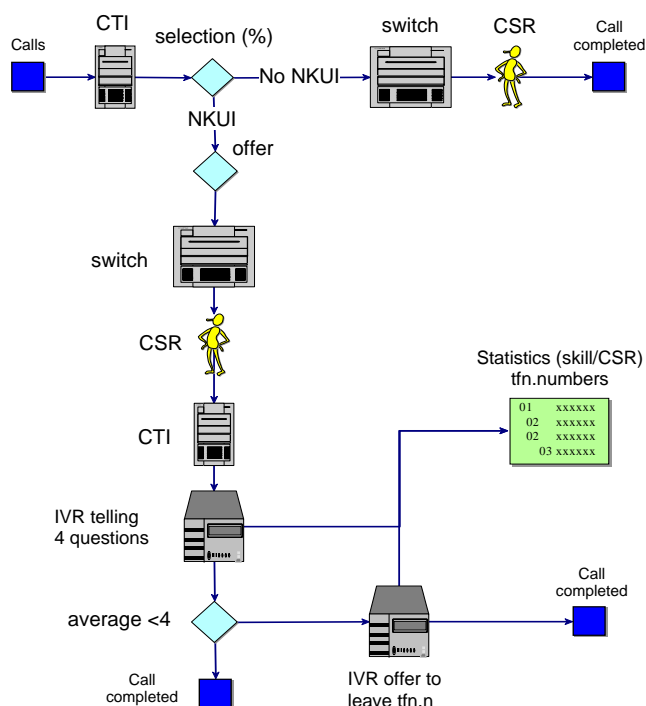 Calls
CTI
selection (%)
switch
CSR
Call
completed
No NKUI
NKUI
offer
switch
CSR
CTI
Statistics (skill/CSR)
tfn.numbers
01 xxxxxx
02 xxxxxx
02 xxxxxx
03 xxxxxx
IVR telling
4 questions
average <4
Call
completed
IVR offer to
leave tfn.n
Call
completed